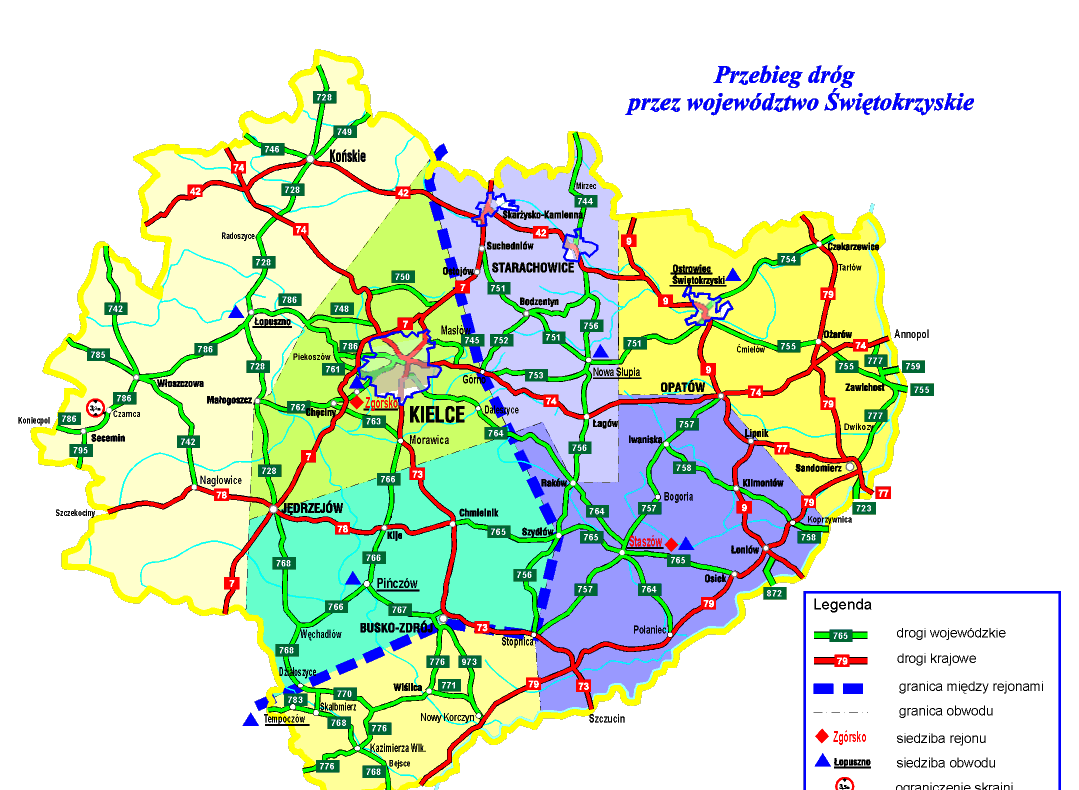 Przebieg dróg
przez województwo Świętokrzyskie
728
749
746
Końskie
74
42
728
42
Mirzec
744
74
Skarżysko-Kamienna
42
9
Radoszyce
Suchedniów
Czekarzewice
754
728
750
STARACHOWICE
Ostrowiec
Świętokrzyski
Tarłów
7
751
79
742
786
748
Bodzentyn
9
Łopuszno
7
756
Masłów
745
752
751
751
Ożarów
Annopol
785
786
786
Piekoszów
755
74
Ćmielów
777
759
728
761
Górno
753
Nowa Słupia
9
Włoszczowa
OPATÓW
74
Zawichost
755
786
Małogoszcz
762
Zgórsko
74
79
Czarnca
Chęciny
763
KIELCE
Daleszyce
Łagów
757
777
Koniecpol
786
Secemin
742
Morawica
764
Iwaniska
Lipnik
Dwikozy
795
7
756
77
728
73
758
Sandomierz
Nagłowice
78
766
Raków
Klimontów
77
Szczekociny
JĘDRZEJÓW
Chmielnik
764
Bogoria
757
9
79
723
78
Kije
765
Szydłów
765
Staszów
Koprzywnica
758
768
766
765
Łoniów
7
756
757
764
Osiek
872
Pińczów
79
766
767
BUSKO-ZDRÓJ
73
Połaniec
Węchadłów
Stopnica
768
776
973
Działoszyce
771
79
73
783
770
Wiślica
Skalbmierz
Tempoczów
768
776
Nowy Korczyn
Szczucin
Kazimierza Wlk.
776
768
Bejsce
Legenda
765 drogi wojewódzkie
79 drogi krajowe
granica między rejonami
granica obwodu
Zgórsko siedziba rejonu
Łopuszno siedziba obwodu
ograniczenie skrajni